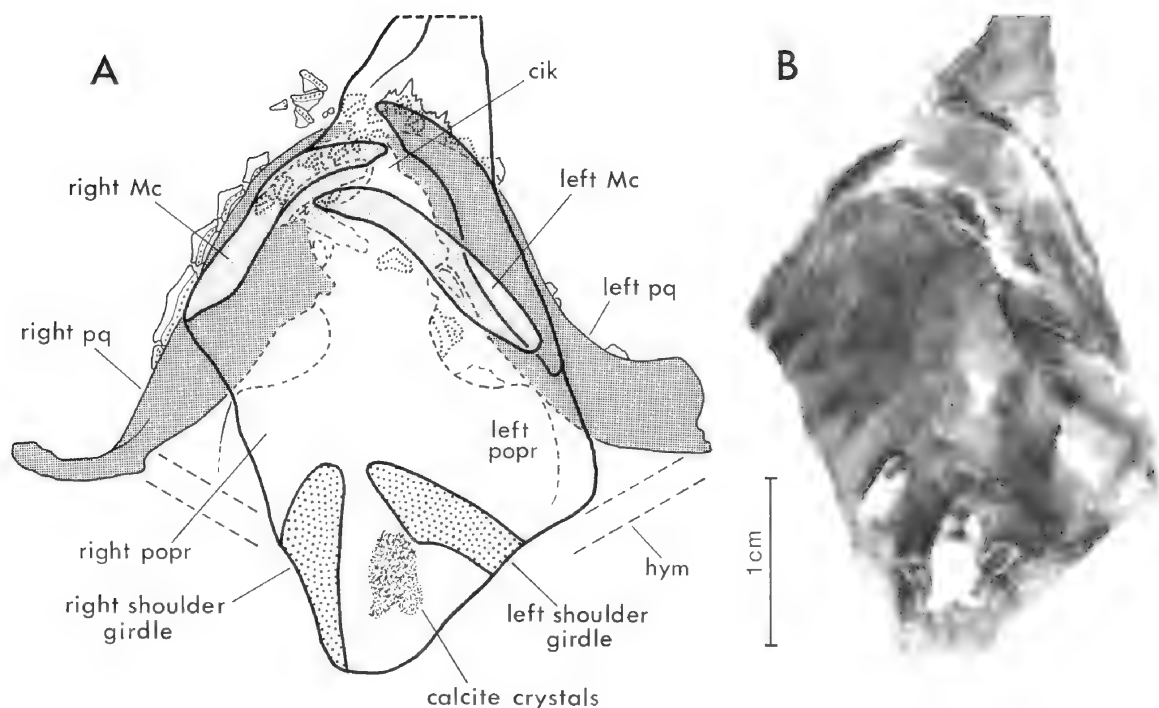 A
B
cik
right Mc
left Mc
left pq
right pq
left
popr
right popr
hym
1cm
right shoulder
girdle
left shoulder
girdle
calcite crystals